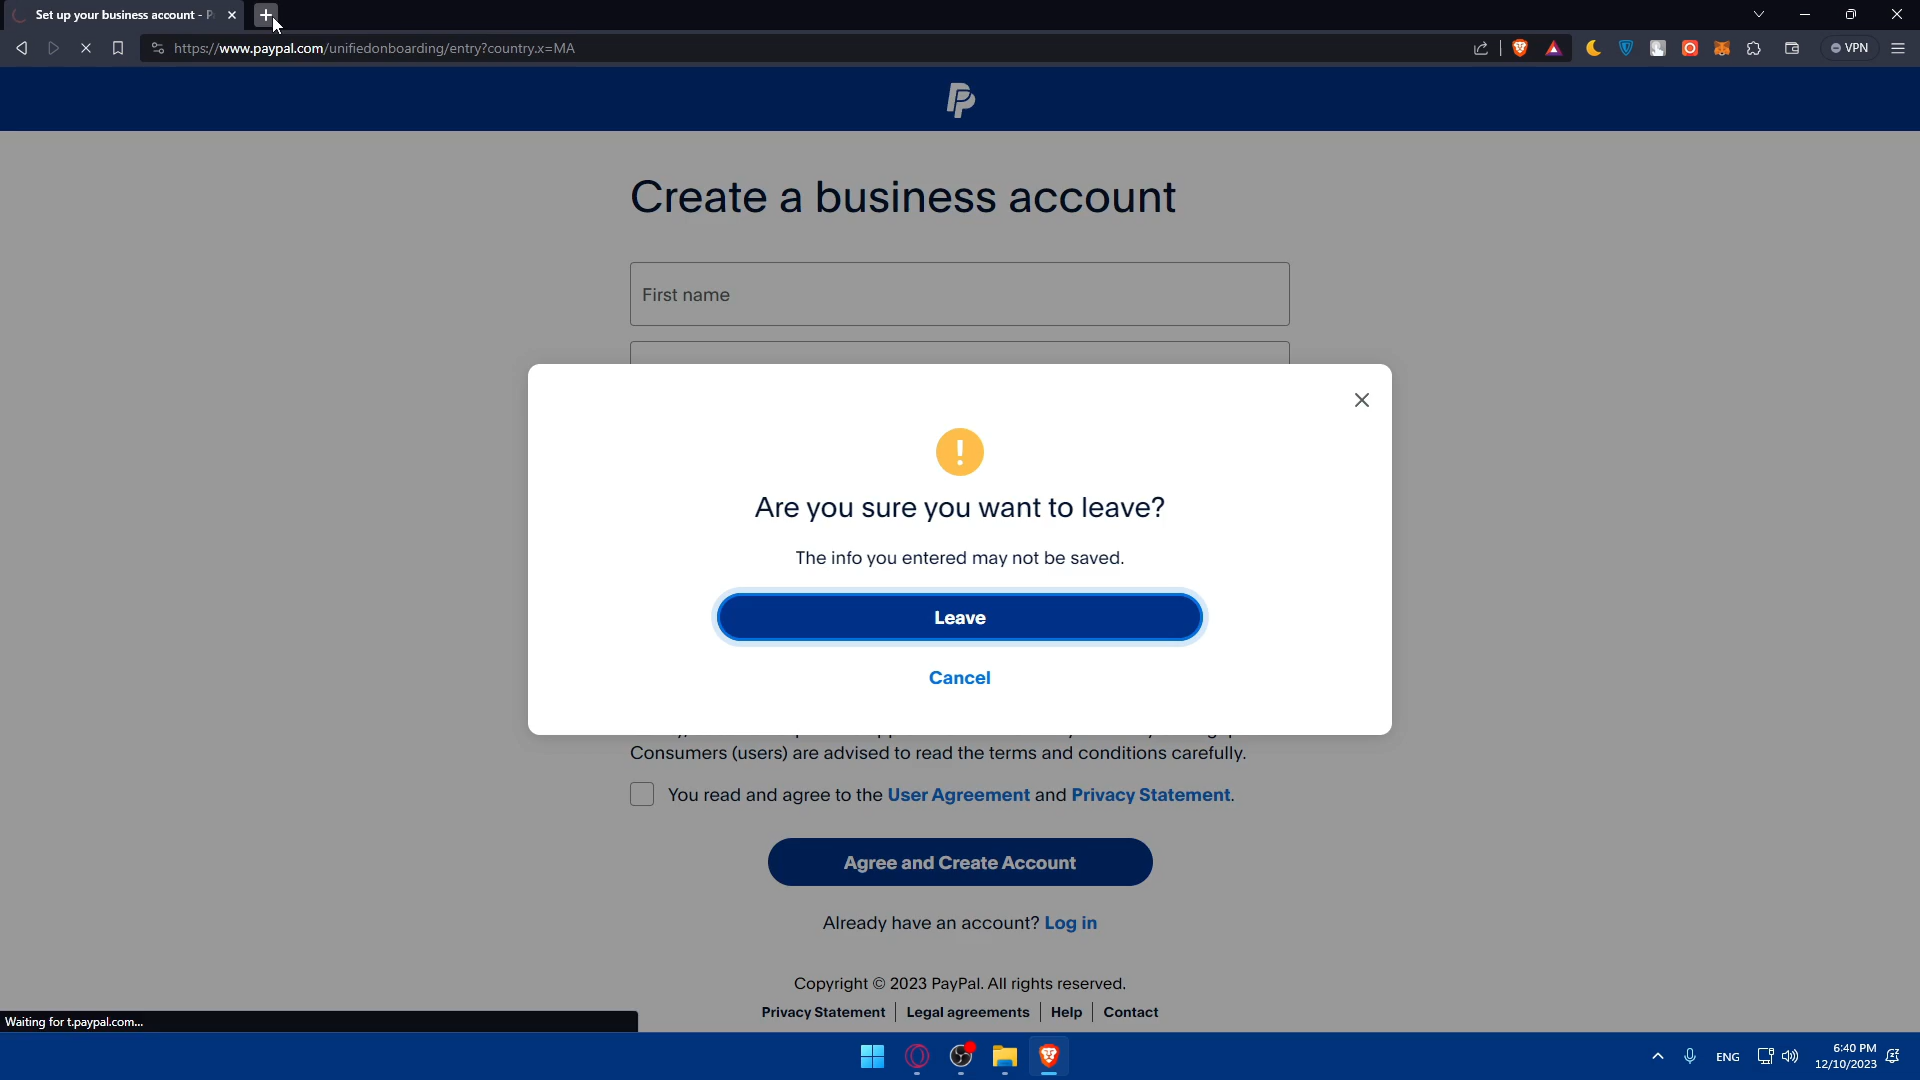 Set up your business account - P
https://www.paypal.com/unifiedonboarding/entry?country.x=MA
VPN
Create a business account
First name
Are you sure you want to leave?
The info you entered may not be saved.
Leave
Cancel
Consumers (users) are advised to read the terms and conditions carefully.
You read and agree to the User Agreement and Privacy Statement.
Agree and Create Account
Already have an account? Log in
Copyright © 2023 PayPal. All rights reserved.
Privacy Statement Legal agreements Help Contact
Waiting for t.paypal.com...
ENG
6:40 PM
12/10/2023